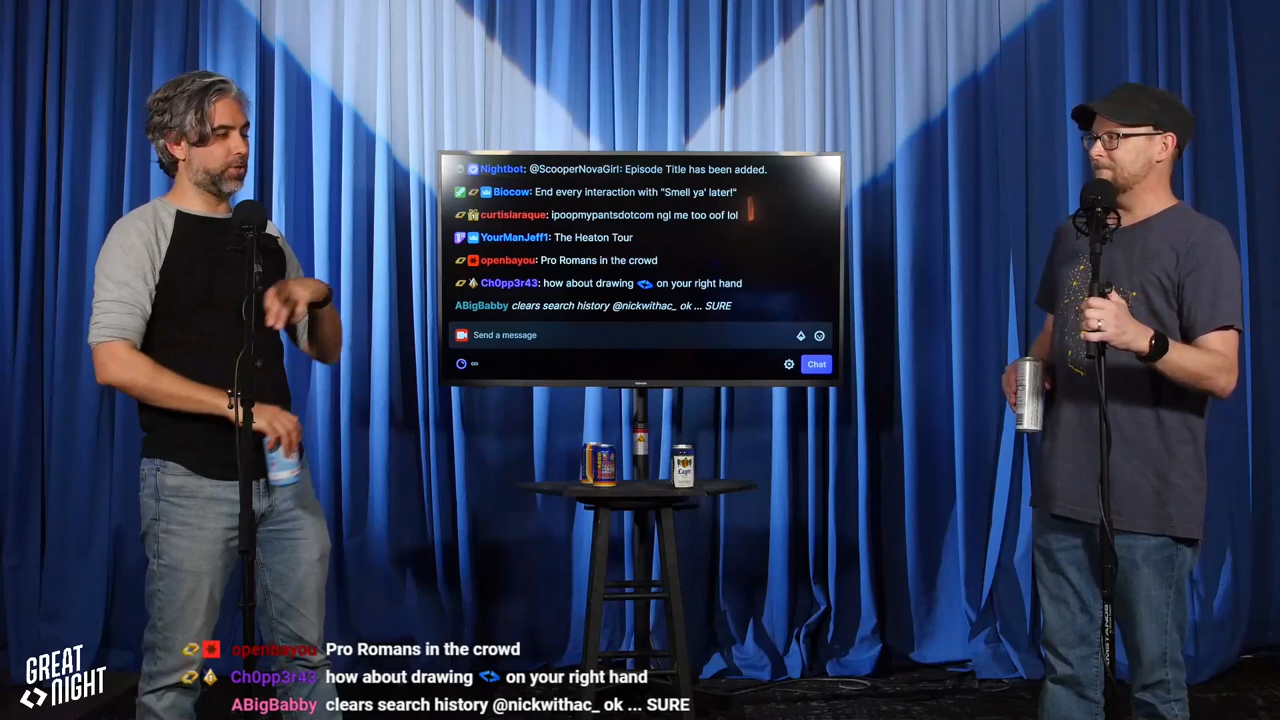 Nightbot: @ScooperNovaGirl: Episode Title has been added.
Biocow: End every interaction with "Smell ya' later!"
curtislaraque: ipoopmypantsdotcom ngl me too oof lol
YourManJeff1: The Heaton Tour
openbayou: Pro Romans in the crowd
Ch0pp3r43: how about drawing on your right hand
ABigBabby clears search history @nickwithac_ ok ... SURE
Send a message
Chat
openbayou Pro Romans in the crowd
Ch0pp3r43 how about drawing on your right hand
ABigBabby clears search history @nickwithac_ ok ... SURE
GREAT
NIGHT